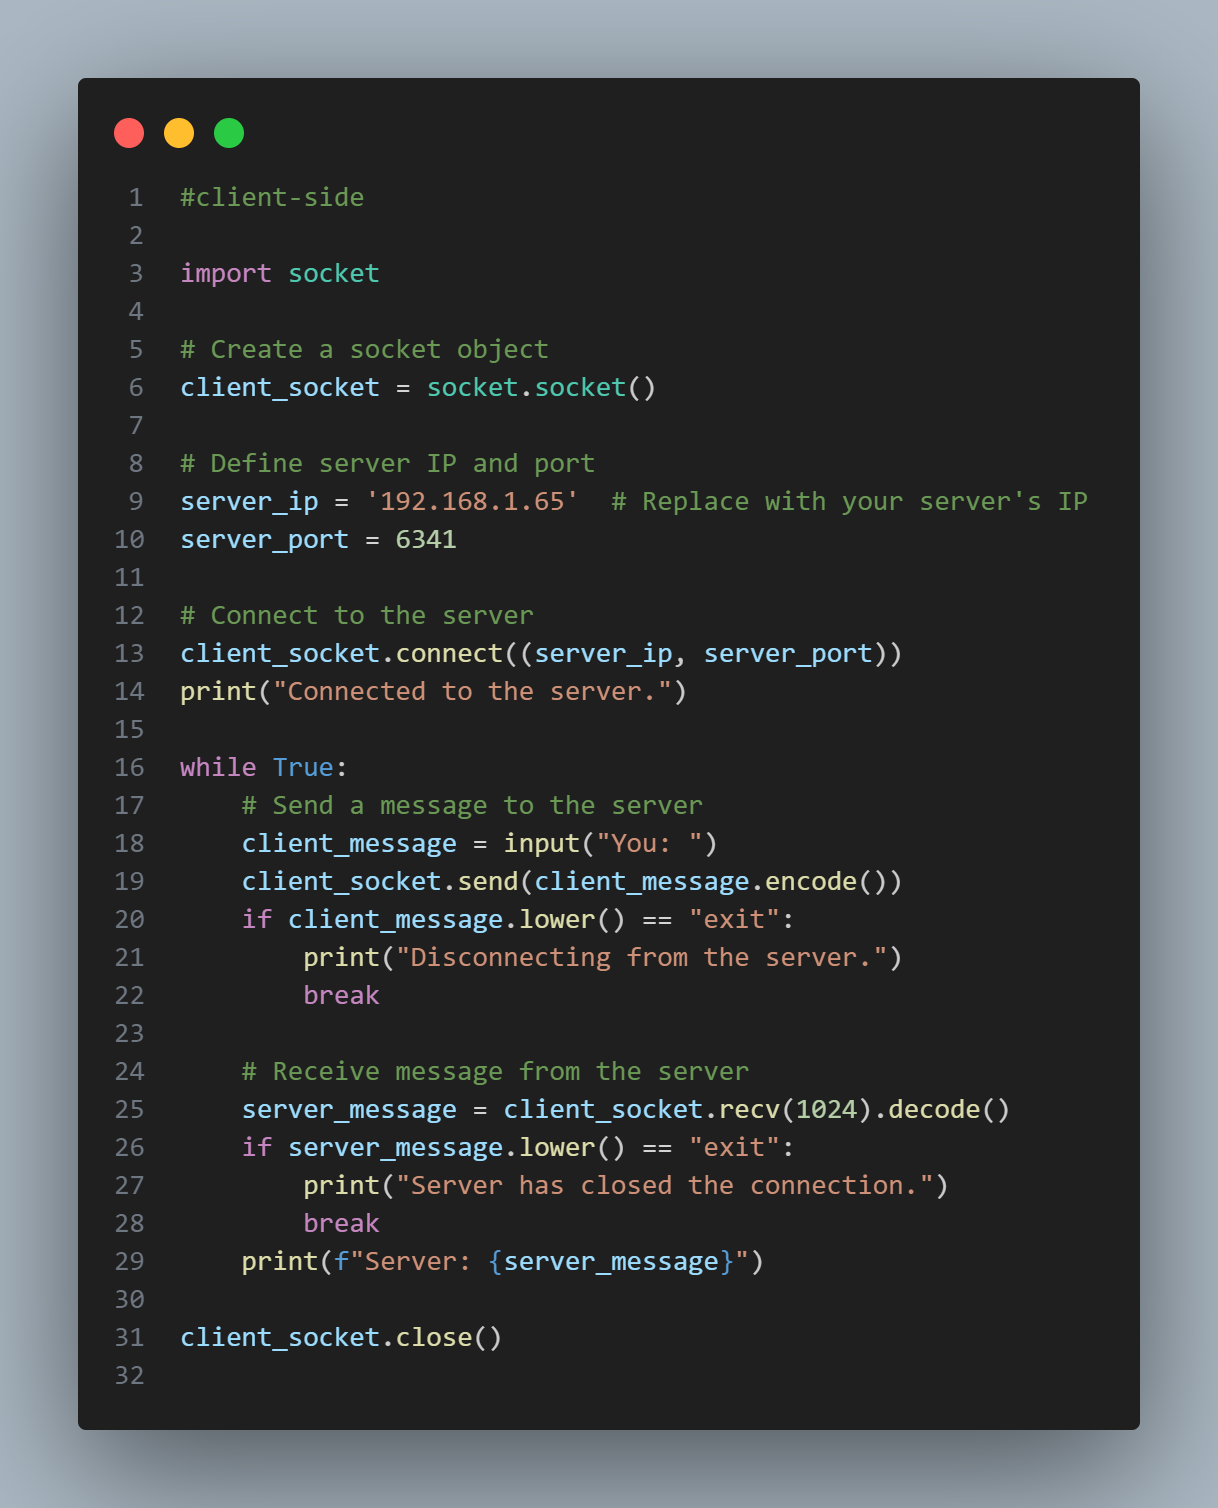 1 #client-side
2
3 import socket
4
5 # Create a socket object
6 client_socket = socket.socket()
7
8 # Define server IP and port
9 server_ip = '192.168.1.65'  # Replace with your server's IP
10 server_port = 6341
11
12 # Connect to the server
13 client_socket.connect((server_ip, server_port))
14 print("Connected to the server.")
15
16 while True:
17     # Send a message to the server
18     client_message = input("You: ")
19     client_socket.send(client_message.encode())
20     if client_message.lower() == "exit":
21         print("Disconnecting from the server.")
22         break
23
24     # Receive message from the server
25     server_message = client_socket.recv(1024).decode()
26     if server_message.lower() == "exit":
27         print("Server has closed the connection.")
28         break
29     print(f"Server: {server_message}")
30
31 client_socket.close()
32